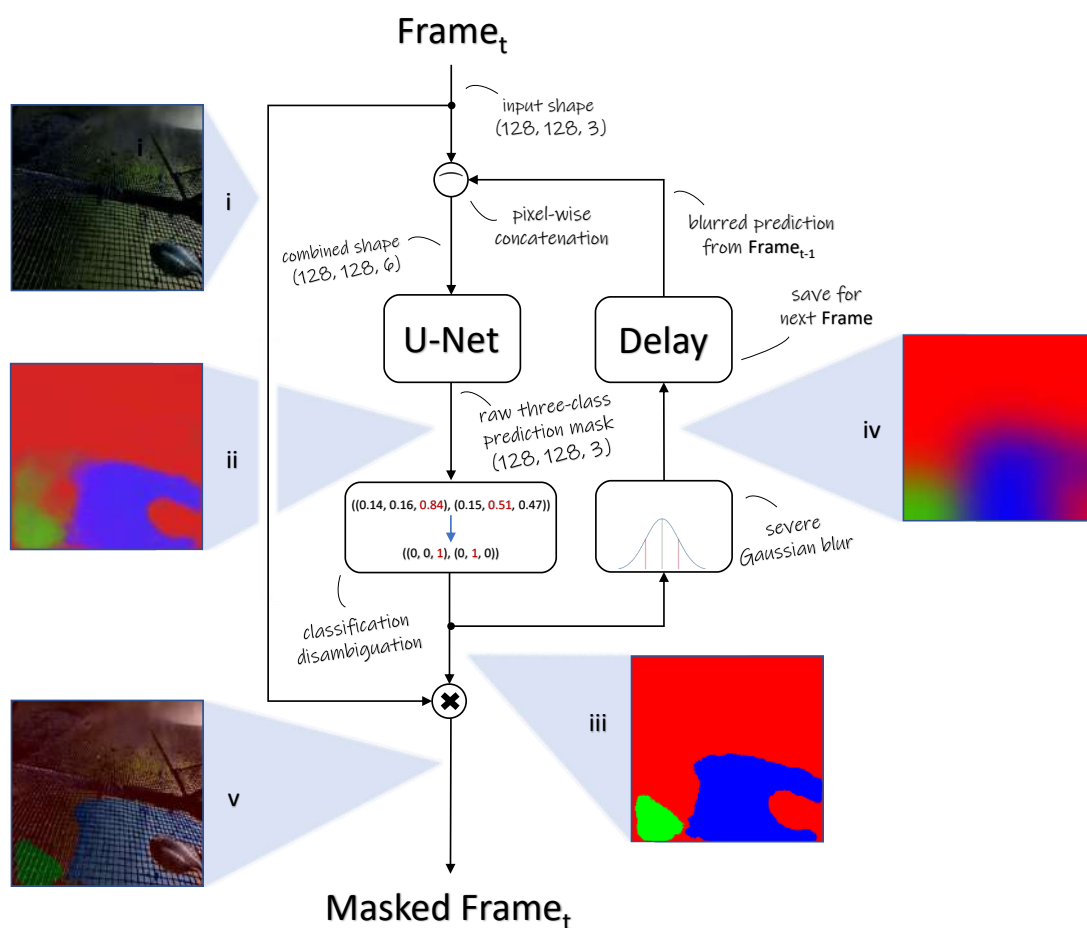 Frame_t
input shape
(128, 128, 3)
i
i
pixel-wise
concatenation
blurred prediction
from Frame_t-1
combined shape
(128, 128, 6)
save for
next Frame
U-Net
Delay
raw three-class
prediction mask
(128, 128, 3)
ii
iv
((0.14, 0.16, 0.84), (0.15, 0.51, 0.47))
((0, 0, 1), (0, 1, 0))
severe
Gaussian blur
classification
disambiguation
iii
v
Masked Frame_t